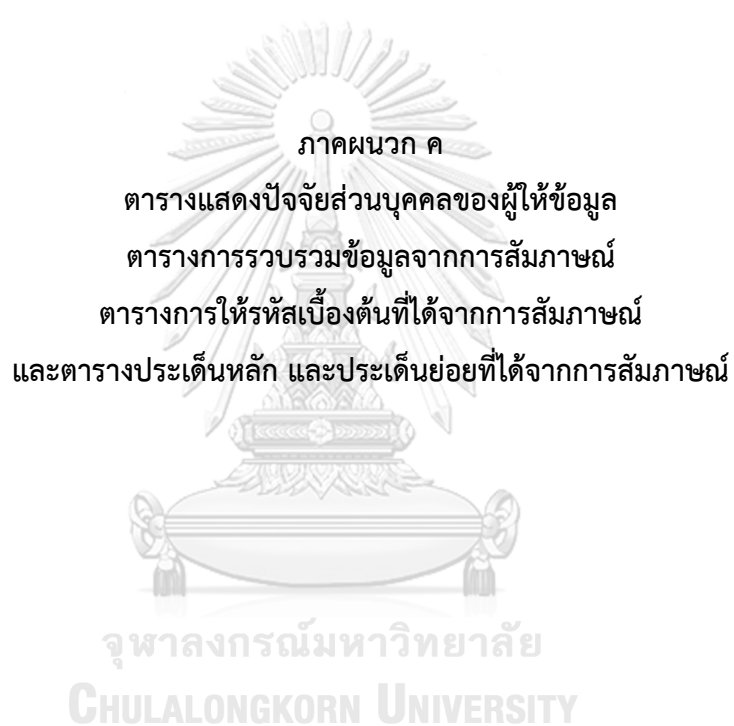 ภาคผนวก ค
ตารางแสดงปัจจัยส่วนบุคคลของผู้ให้ข้อมูล
ตารางการรวบรวมข้อมูลจากการสัมภาษณ์
ตารางการให้รหัสเบื้องต้นที่ได้จากการสัมภาษณ์
และตารางประเด็นหลัก และประเด็นย่อยที่ได้จากการสัมภาษณ์
จุฬาลงกรณ์มหาวิทยาลัย
CHULALONGKORN UNIVERSITY